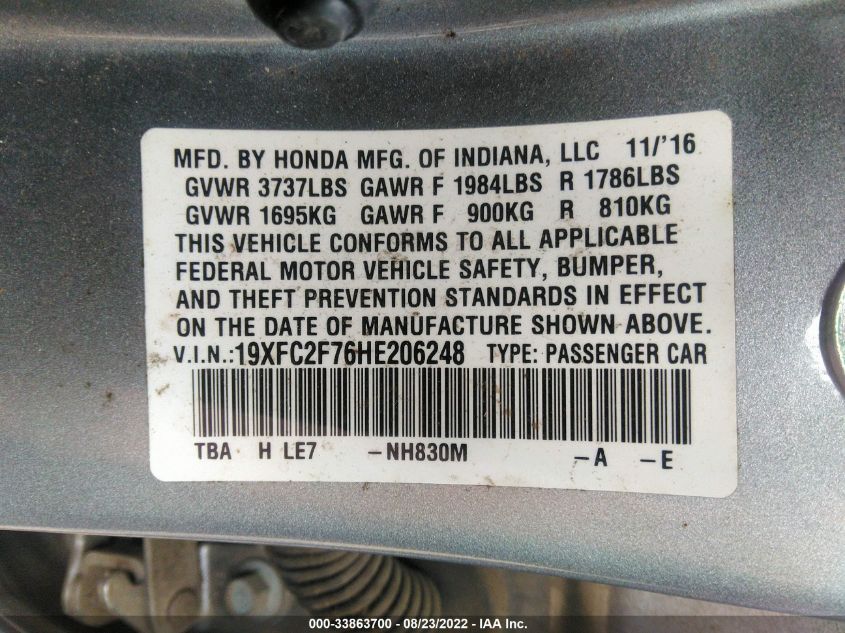 MFD. BY HONDA MFG. OF INDIANA, LLC 11/'16
GVWR 3737LBS GAWR F 1984LBS R 1786LBS
GVWR 1695KG GAWR F 900KG R 810KG
THIS VEHICLE CONFORMS TO ALL APPLICABLE
FEDERAL MOTOR VEHICLE SAFETY, BUMPER,
AND THEFT PREVENTION STANDARDS IN EFFECT
ON THE DATE OF MANUFACTURE SHOWN ABOVE.
V.I.N.:19XFC2F76HE206248 TYPE: PASSENGER CAR
TBA H LE7 -NH830M -A -E
000-33863700 - 08/23/2022 - IAA Inc.